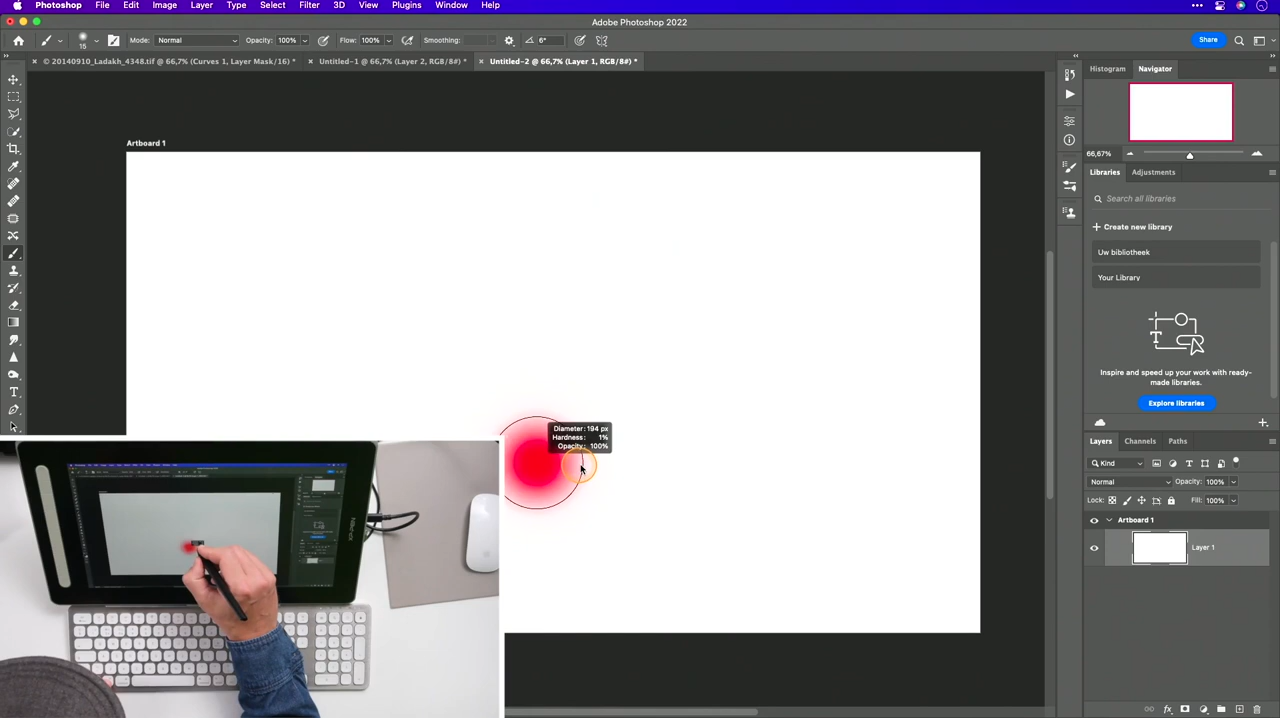 Photoshop File Edit Image Layer Type Select Filter 3D View Plugins Window Help
Adobe Photoshop 2022
15 Mode: Normal Opacity: 100% Flow: 100% Smoothing: 6° Share
© 20140910_Ladakh_4348.tif @ 66,7% (Curves 1, Layer Mask/16) * Untitled-1 @ 66,7% (Layer 2, RGB/8#) * Untitled-2 @ 66,7% (Layer 1, RGB/8#) *
Histogram Navigator
Artboard 1
66,67%
Libraries Adjustments
Search all libraries
Create new library
Uw bibliotheek
Your Library
Inspire and speed up your work with ready-
made libraries.
Explore libraries
Diameter: 194 px
Hardness: 1%
Opacity: 100%
Layers Channels Paths
Kind
Normal Opacity: 100%
Lock: Fill: 100%
Artboard 1
Layer 1